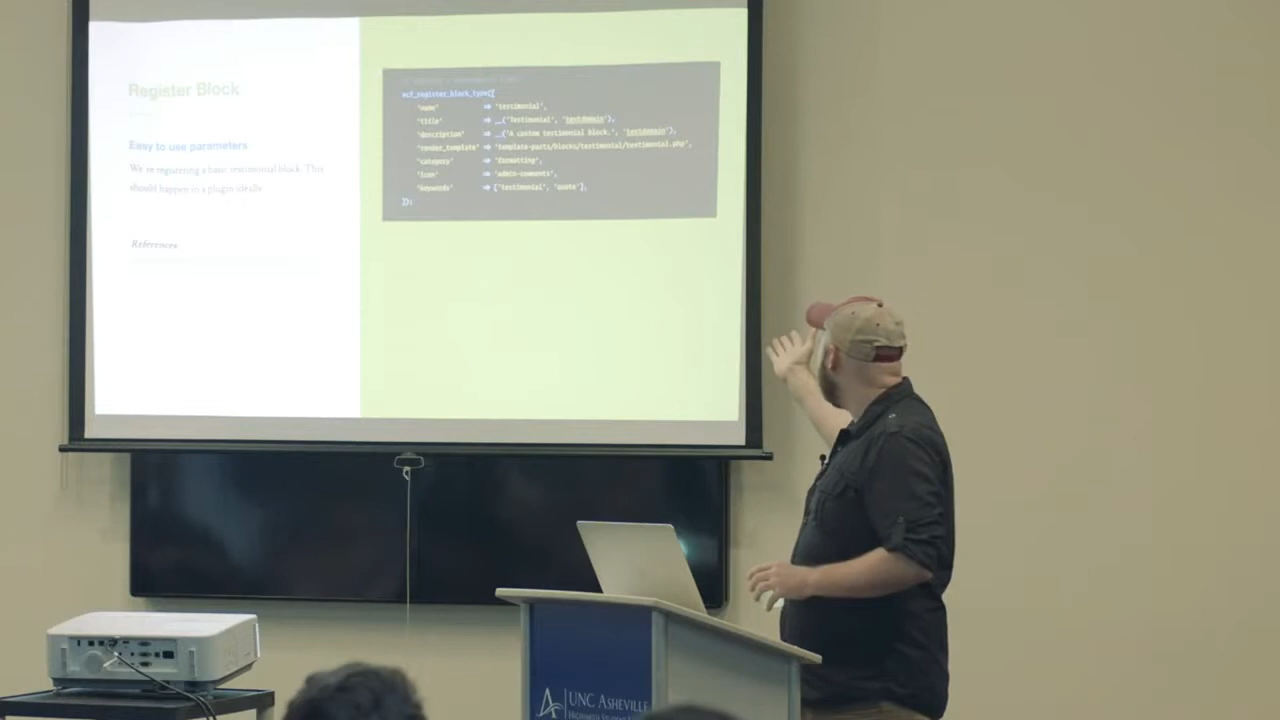 Register Block
Easy to use parameters
We're registering a basic testimonial block. This
should happen in a plugin ideally.
References
acf_register_block_type([
'name' => 'testimonial',
'title' => __('Testimonial', 'textdomain'),
'description' => __('A custom testimonial block.', 'textdomain'),
'render_template' => 'template-parts/blocks/testimonial/testimonial.php',
'category' => 'formatting',
'icon' => 'admin-comments',
'keywords' => ['testimonial', 'quote'],
]);
UNC ASHEVILLE